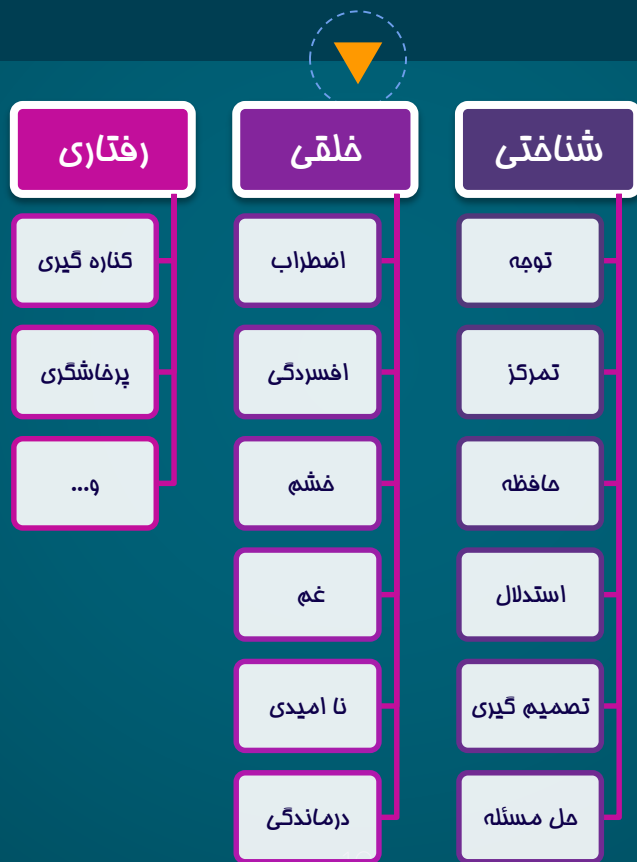 شناختی
توجه
تمرکز
حافظه
استدلال
تصمیم گیری
حل مسئله
خلقی
اضطراب
افسردگی
خشم
غم
نا امیدی
درماندگی
رفتاری
کناره گیری
پرخاشگری
و...